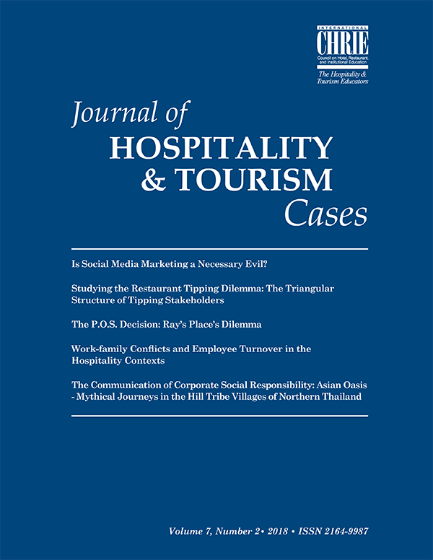 INTERNATIONAL
CHRIE
Council on Hotel, Restaurant,
and Institutional Education
The Hospitality &
Tourism Educators
Journal of
HOSPITALITY
& TOURISM
Cases
Is Social Media Marketing a Necessary Evil?
Studying the Restaurant Tipping Dilemma: The Triangular
Structure of Tipping Stakeholders
The P.O.S. Decision: Ray's Place's Dilemma
Work-family Conflicts and Employee Turnover in the
Hospitality Contexts
The Communication of Corporate Social Responsibility: Asian Oasis
- Mythical Journeys in the Hill Tribe Villages of Northern Thailand
Volume 7, Number 2• 2018 • ISSN 2164-9987